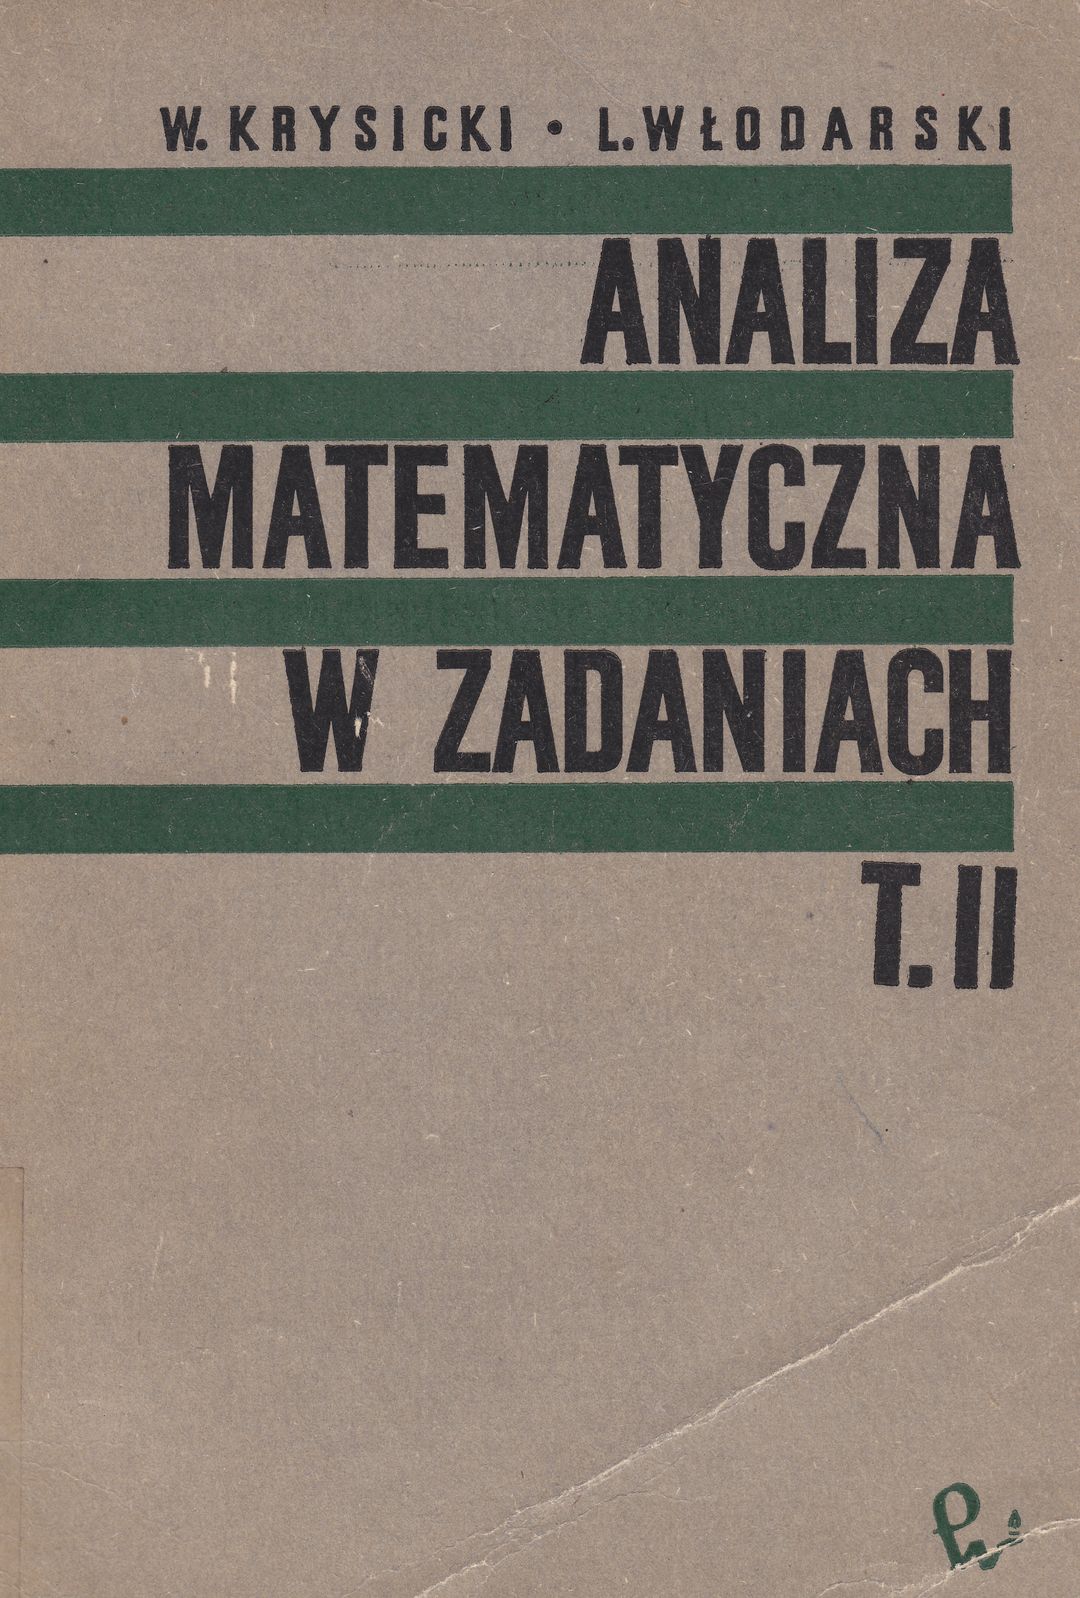 W. KRYSICKI • L. WŁODARSKI
ANALIZA
MATEMATYCZNA
W ZADANIACH
T. II